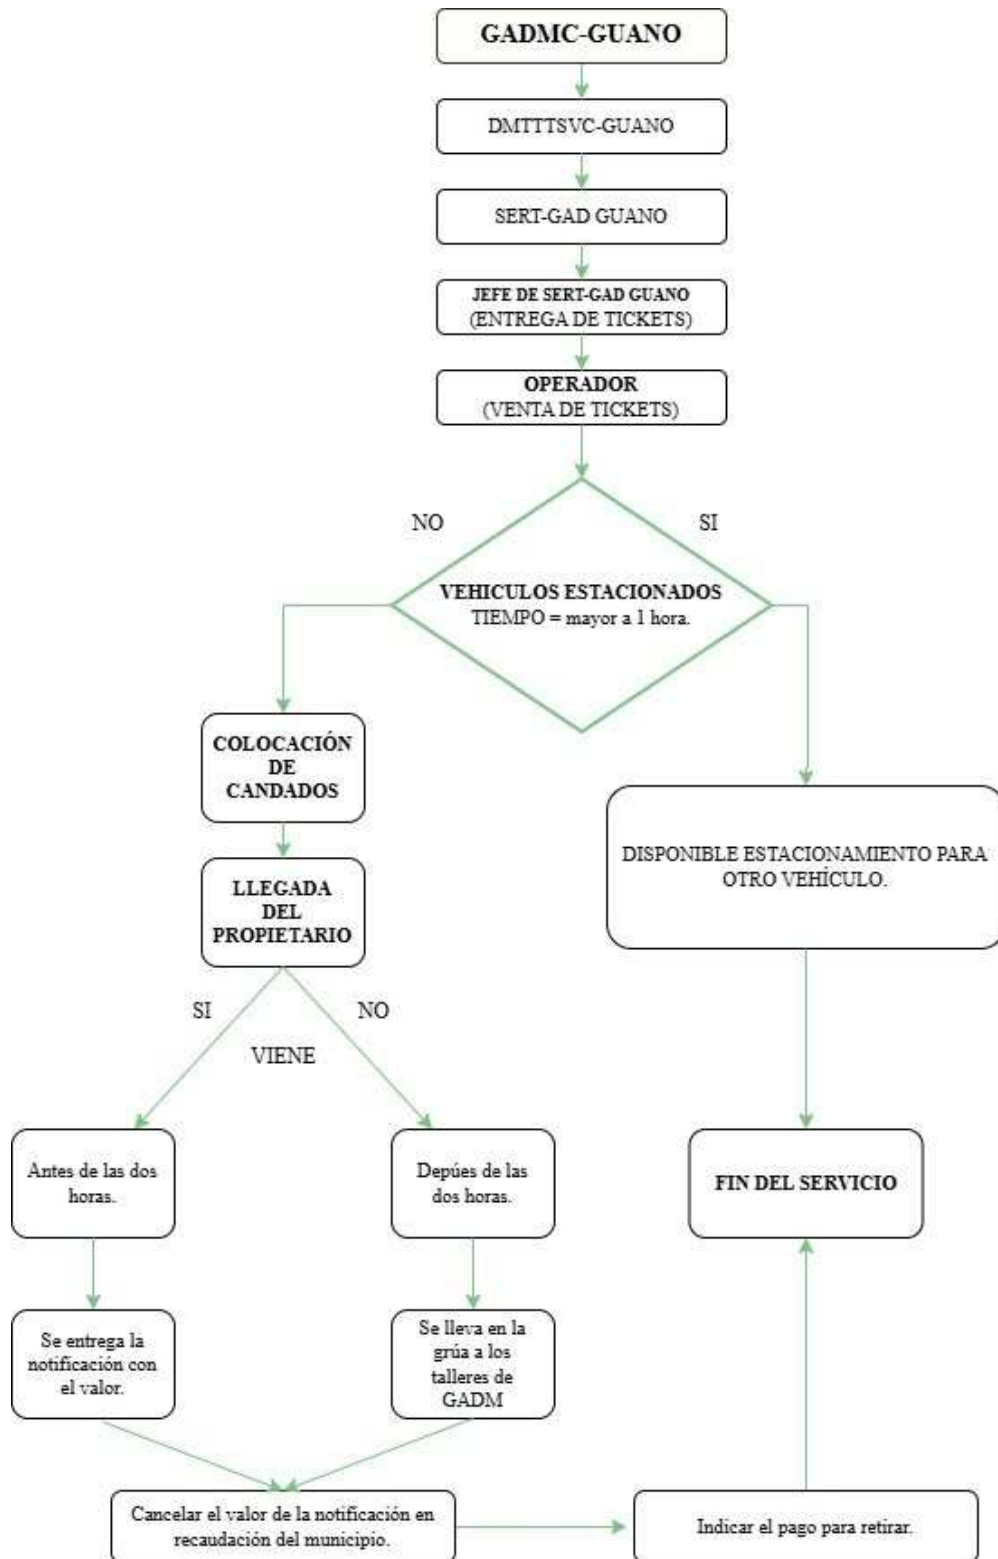 GADMC-GUANO
DMTTTSVC-GUANO
SERT-GAD GUANO
JEFE DE SERT-GAD GUANO
(ENTREGA DE TICKETS)
OPERADOR
(VENTA DE TICKETS)
NO
SI
VEHICULOS ESTACIONADOS
TIEMPO = mayor a 1 hora.
COLOCACIÓN
DE
CANDADOS
DISPONIBLE ESTACIONAMIENTO PARA
OTRO VEHÍCULO.
LLEGADA
DEL
PROPIETARIO
SI
NO
VIENE
Antes de las dos
horas.
Depúes de las
dos horas.
FIN DEL SERVICIO
Se entrega la
notificación con
el valor.
Se lleva en la
grúa a los
talleres de
GADM
Cancelar el valor de la notificación en
recaudación del municipio.
Indicar el pago para retirar.